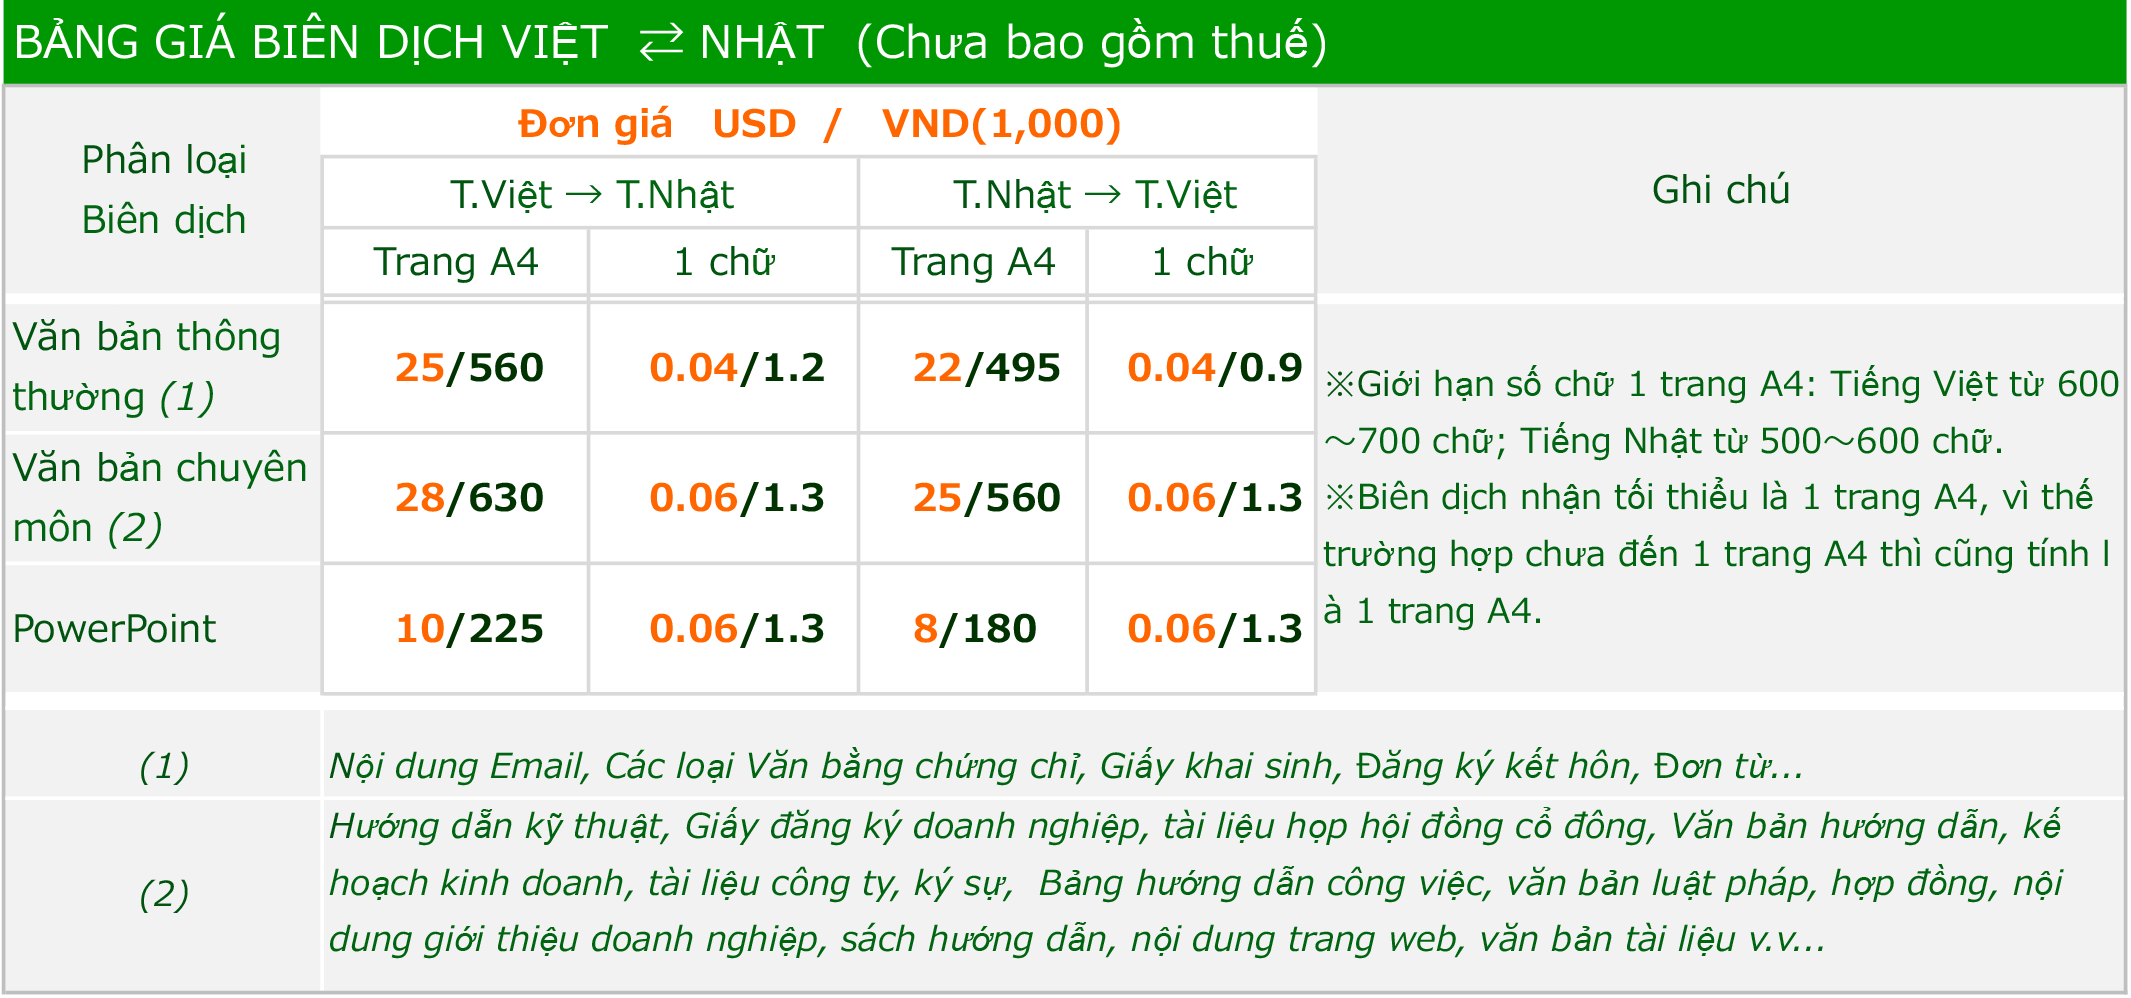 BẢNG GIÁ BIÊN DỊCH VIỆT ⇄ NHẬT (Chưa bao gồm thuế)
Phân loại
Biên dịch
Đơn giá USD / VND(1,000)
Ghi chú
T.Việt → T.Nhật T.Nhật → T.Việt
Trang A4 1 chữ Trang A4 1 chữ
Văn bản thông
thường (1)
25/560 0.04/1.2 22/495 0.04/0.9
Văn bản chuyên
môn (2)
28/630 0.06/1.3 25/560 0.06/1.3
PowerPoint 10/225 0.06/1.3 8/180 0.06/1.3
※Giới hạn số chữ 1 trang A4: Tiếng Việt từ 600
～700 chữ; Tiếng Nhật từ 500～600 chữ.
※Biên dịch nhận tối thiểu là 1 trang A4, vì thế
trường hợp chưa đến 1 trang A4 thì cũng tính l
à 1 trang A4.
(1) Nội dung Email, Các loại Văn bằng chứng chỉ, Giấy khai sinh, Đăng ký kết hôn, Đơn từ...
(2)
Hướng dẫn kỹ thuật, Giấy đăng ký doanh nghiệp, tài liệu họp hội đồng cổ đông, Văn bản hướng dẫn, kế
hoạch kinh doanh, tài liệu công ty, ký sự, Bảng hướng dẫn công việc, văn bản luật pháp, hợp đồng, nội
dung giới thiệu doanh nghiệp, sách hướng dẫn, nội dung trang web, văn bản tài liệu v.v...